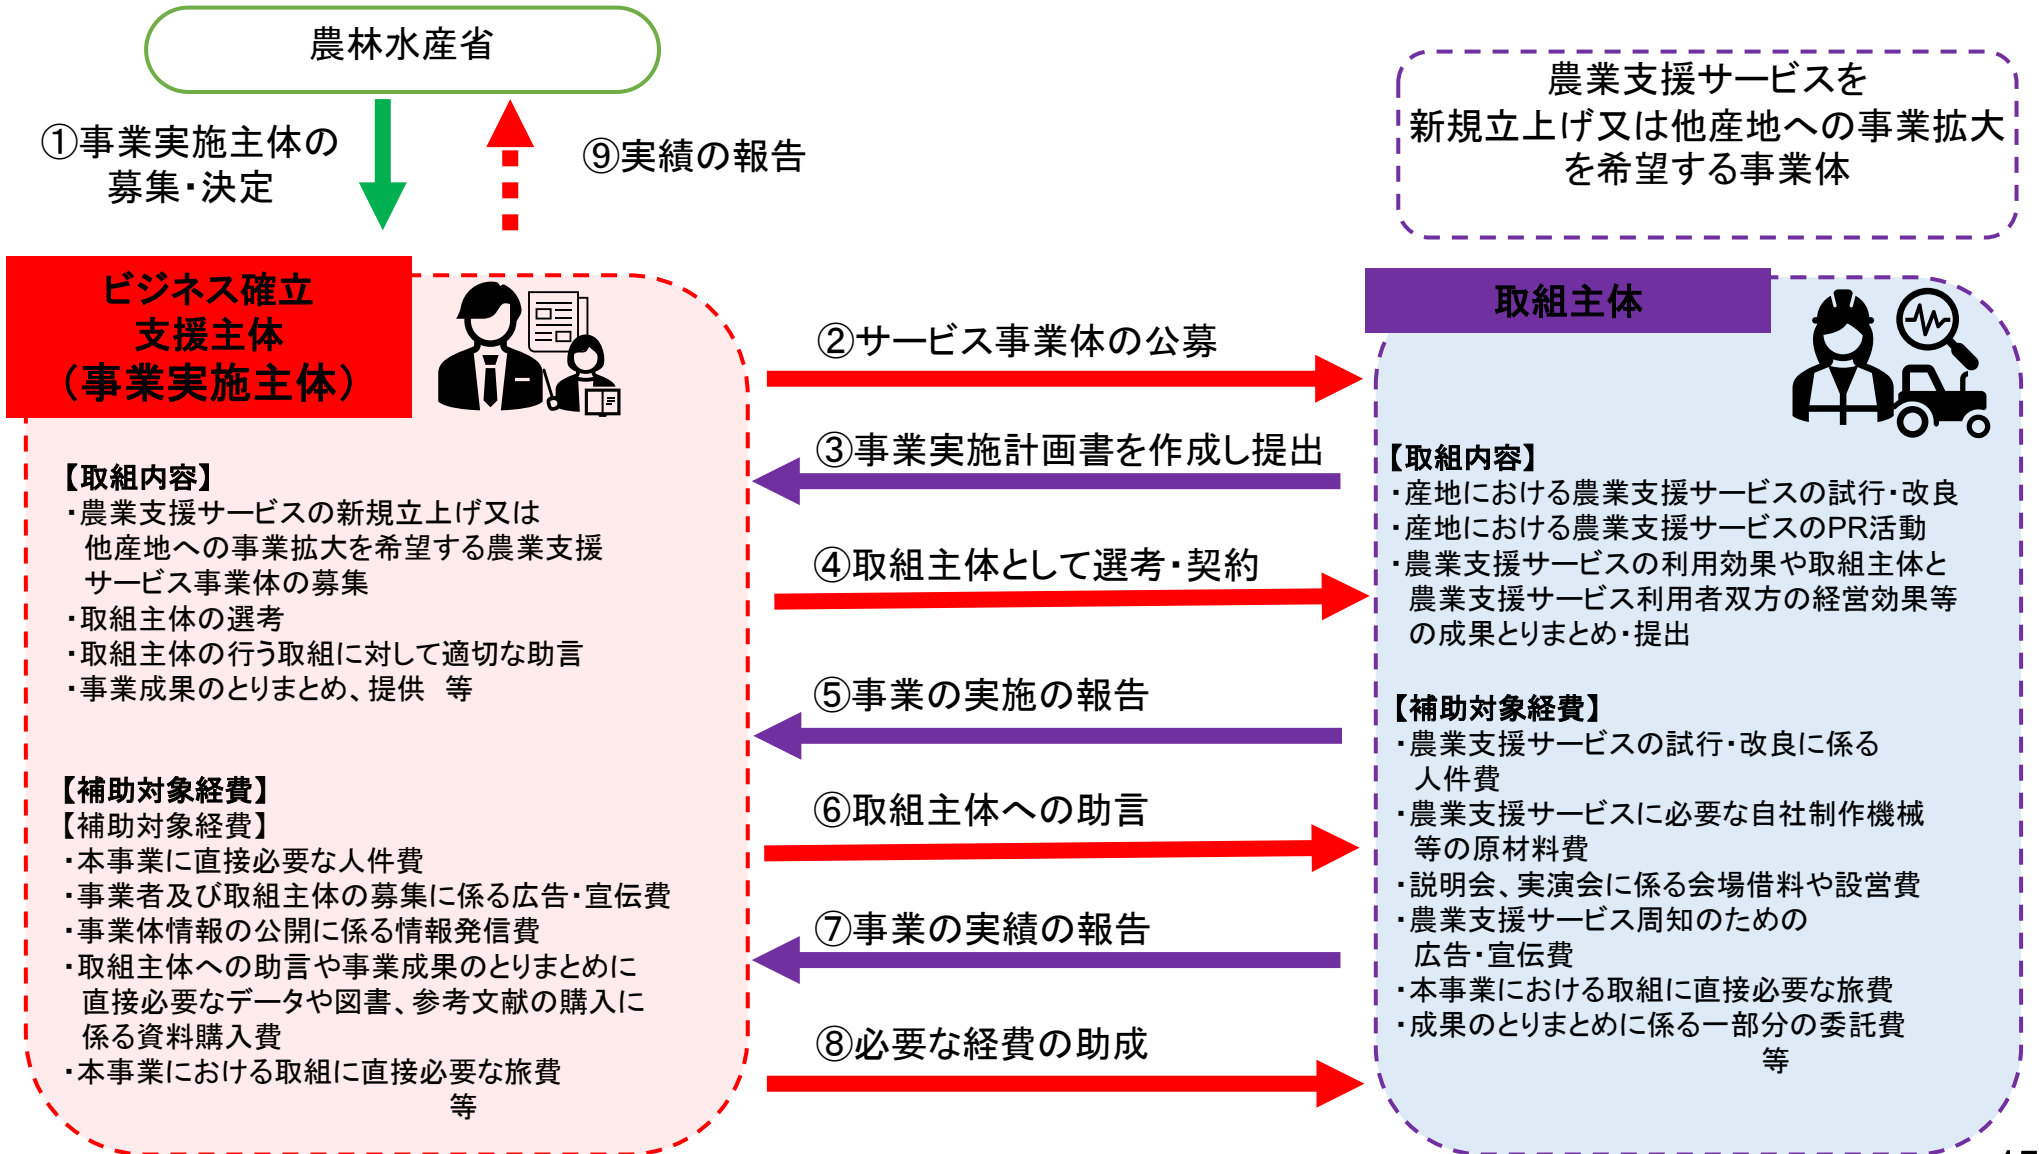 農林水産省
①事業実施主体の
募集・決定
⑨実績の報告
農業支援サービスを
新規立上げ又は他産地への事業拡大
を希望する事業体
ビジネス確立
支援主体
（事業実施主体）
【取組内容】
・農業支援サービスの新規立上げ又は
他産地への事業拡大を希望する農業支援
サービス事業体の募集
・取組主体の選考
・取組主体の行う取組に対して適切な助言
・事業成果のとりまとめ、提供　等
【補助対象経費】
【補助対象経費】
・本事業に直接必要な人件費
・事業者及び取組主体の募集に係る広告・宣伝費
・事業体情報の公開に係る情報発信費
・取組主体への助言や事業成果のとりまとめに
直接必要なデータや図書、参考文献の購入に
係る資料購入費
・本事業における取組に直接必要な旅費
等
②サービス事業体の公募
③事業実施計画書を作成し提出
④取組主体として選考・契約
⑤事業の実施の報告
⑥取組主体への助言
⑦事業の実績の報告
⑧必要な経費の助成
取組主体
【取組内容】
・産地における農業支援サービスの試行・改良
・産地における農業支援サービスのPR活動
・農業支援サービスの利用効果や取組主体と
農業支援サービス利用者双方の経営効果等
の成果とりまとめ・提出
【補助対象経費】
・農業支援サービスの試行・改良に係る
人件費
・農業支援サービスに必要な自社制作機械
等の原材料費
・説明会、実演会に係る会場借料や設営費
・農業支援サービス周知のための
広告・宣伝費
・本事業における取組に直接必要な旅費
・成果のとりまとめに係る一部分の委託費
等